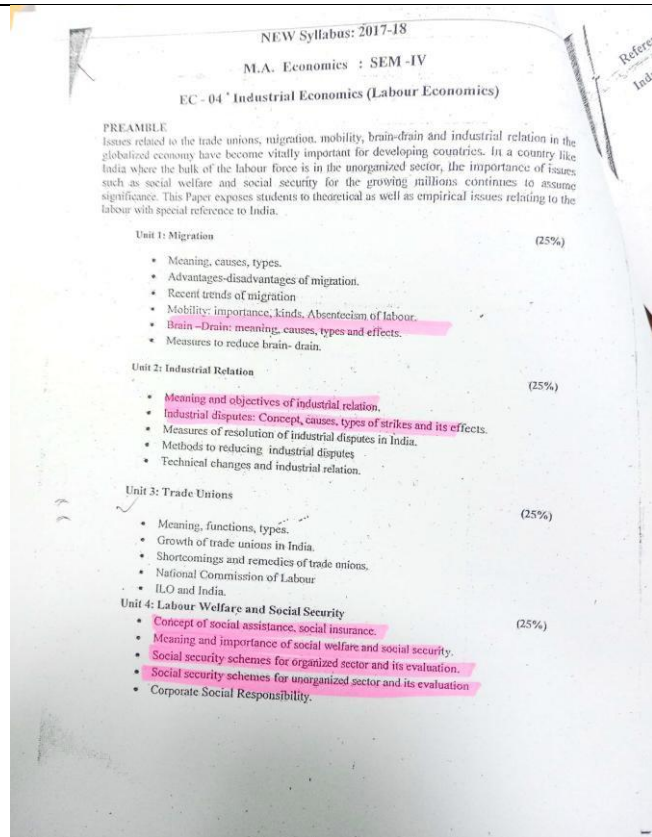 NEW Syllabus: 2017-18
M.A. Economics : SEM -IV
EC - 04 Industrial Economics (Labour Economics)
PREAMBLE
Issues related to the trade unions, migration, mobility, brain-drain and industrial relation in the
globalized economy have become vitally important for developing countries. In a country like
India where the bulk of the labour force is in the unorganized sector, the importance of issues
such as social welfare and social security for the growing millions continues to assume
significance. This Paper exposes students to theoretical as well as empirical issues relating to the
labour with special reference to India.
Unit 1: Migration (25%)
• Meaning, causes, types.
• Advantages-disadvantages of migration.
• Recent trends of migration
• Mobility: importance, kinds, Absenteeism of labour.
• Brain –Drain: meaning, causes, types and effects.
• Measures to reduce brain- drain.
Unit 2: Industrial Relation (25%)
• Meaning and objectives of industrial relation.
• Industrial disputes: Concept, causes, types of strikes and its effects.
• Measures of resolution of industrial disputes in India.
• Methods to reducing industrial disputes
• Technical changes and industrial relation.
Unit 3: Trade Unions (25%)
• Meaning, functions, types.
• Growth of trade unions in India.
• Shortcomings and remedies of trade unions.
• National Commission of Labour
• ILO and India.
Unit 4: Labour Welfare and Social Security (25%)
• Concept of social assistance, social insurance.
• Meaning and importance of social welfare and social security.
• Social security schemes for organized sector and its evaluation.
• Social security schemes for unorganized sector and its evaluation
• Corporate Social Responsibility.